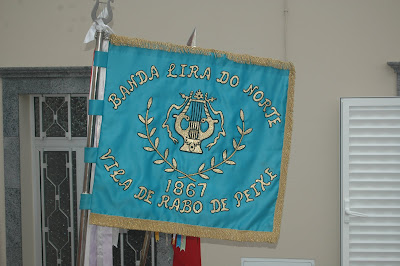 BANDA LIRA DO NORTE
1867
VILA DE RABO DE PEIXE